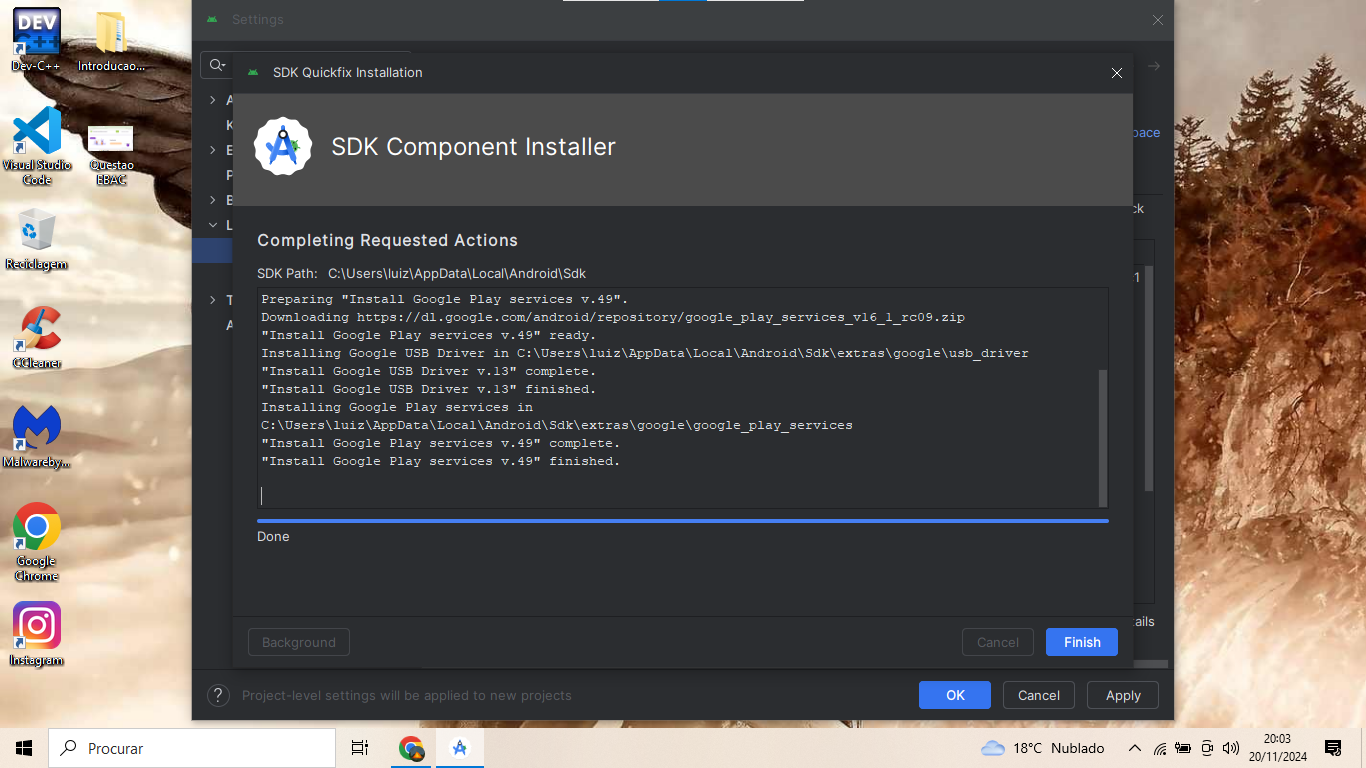 Settings
SDK Quickfix Installation
SDK Component Installer
Completing Requested Actions
SDK Path: C:\Users\luiz\AppData\Local\Android\Sdk
Preparing "Install Google Play services v.49".
Downloading https://dl.google.com/android/repository/google_play_services_v16_1_rc09.zip
"Install Google Play services v.49" ready.
Installing Google USB Driver in C:\Users\luiz\AppData\Local\Android\Sdk\extras\google\usb_driver
"Install Google USB Driver v.13" complete.
"Install Google USB Driver v.13" finished.
Installing Google Play services in
C:\Users\luiz\AppData\Local\Android\Sdk\extras\google\google_play_services
"Install Google Play services v.49" complete.
"Install Google Play services v.49" finished.
Done
Background
Cancel
Finish
?
Project-level settings will be applied to new projects
OK
Cancel
Apply
DEV
Dev-C++
Introducao...
Visual Studio
Code
Questao
EBAC
Reciclagem
CCleaner
Malwareby...
Google
Chrome
Instagram
Procurar
18°C Nublado
20:03
20/11/2024